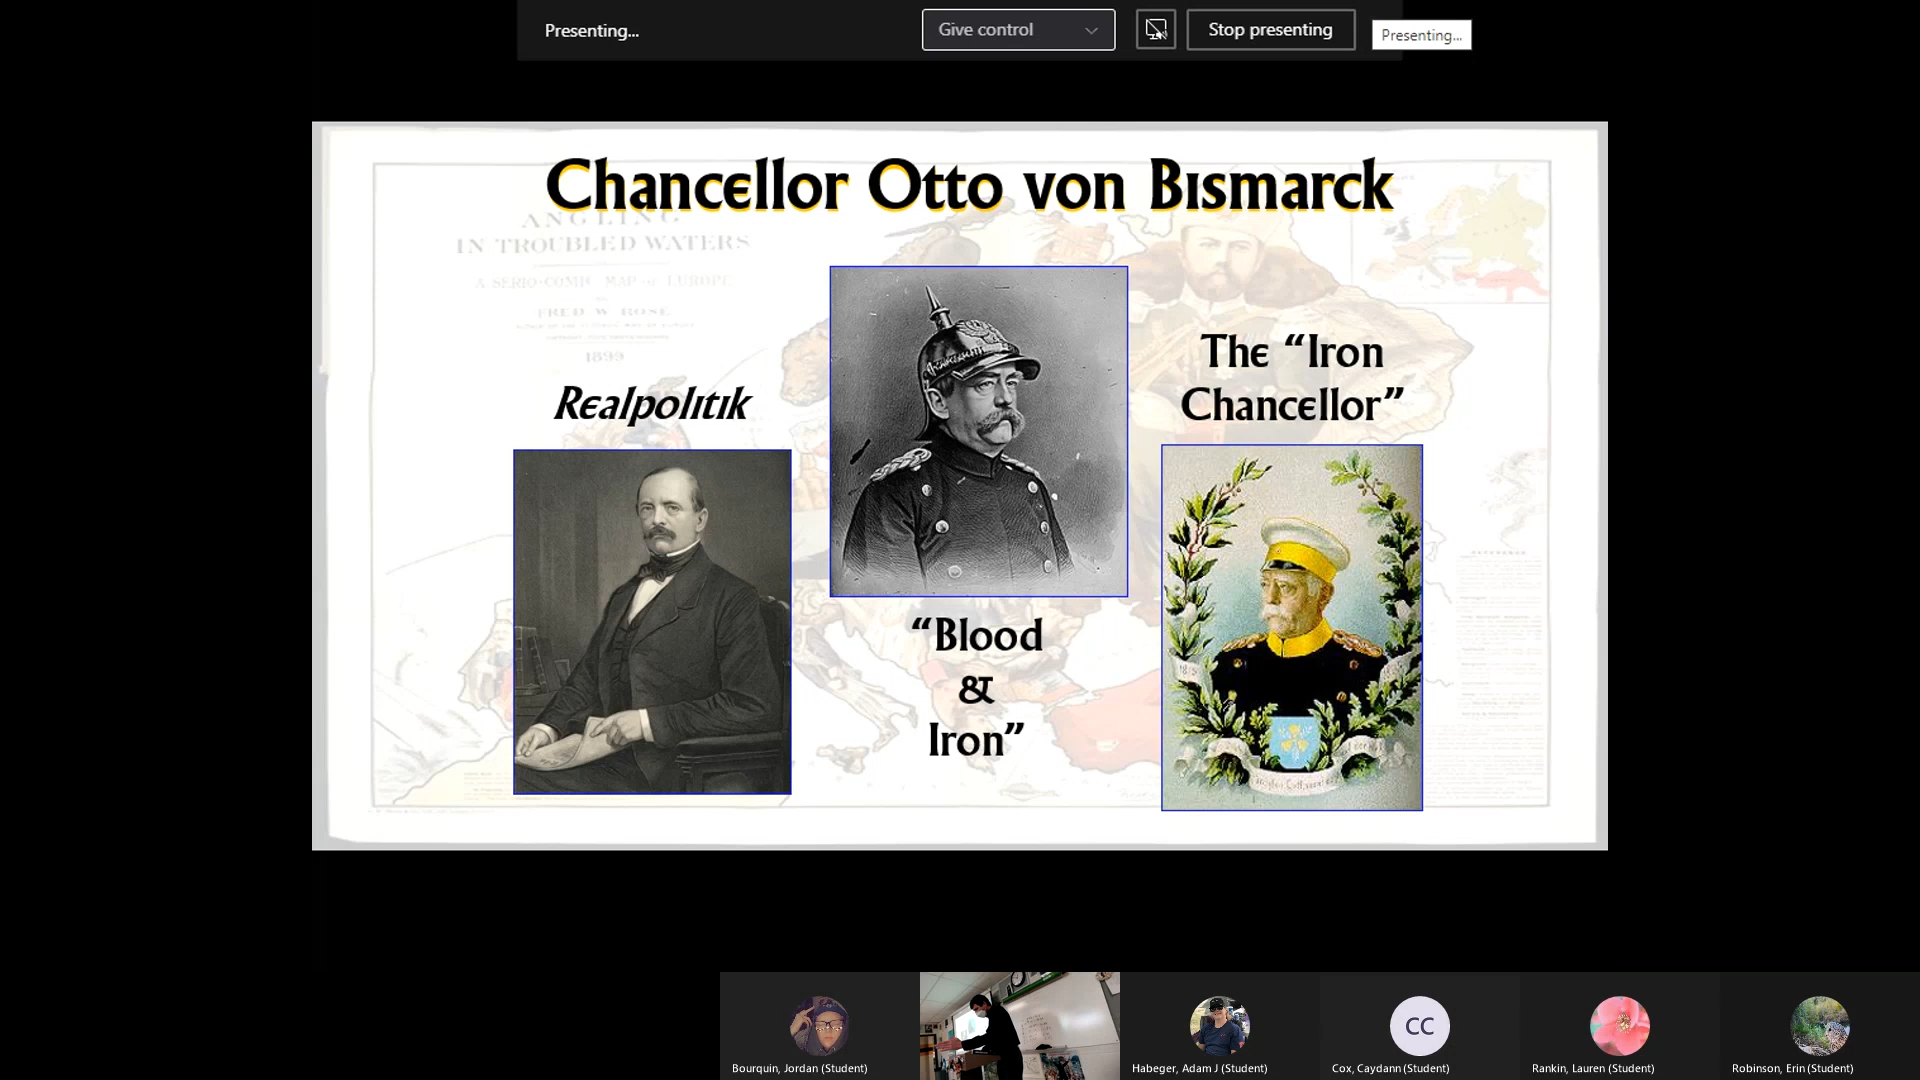 Presenting...
Give control
Stop presenting
Presenting...
Chancellor Otto von Bismarck
ANGLING
IN TROUBLED WATERS
A SERIO-COMIC MAP OF EUROPE
BY
FRED W. ROSE
1899
The “Iron
Chancellor”
Realpolitik
“Blood
&
Iron”
Bourquin, Jordan (Student)
Habeger, Adam J (Student)
CC
Cox, Caydann (Student)
Rankin, Lauren (Student)
Robinson, Erin (Student)